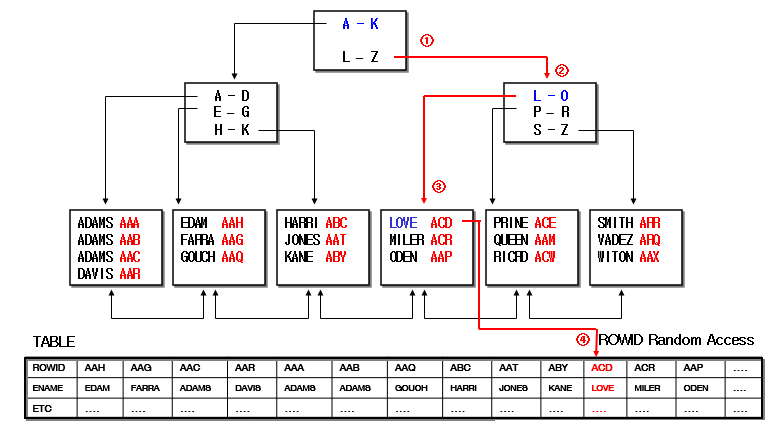 A - K
①
L - Z
②
A - D
E - G
H - K
L - O
P - R
S - Z
③
ADAMS AAA
ADAMS AAB
ADAMS AAC
DAVIS AAR
EDAM AAH
FARRA AAG
GOUCH AAQ
HARRI ABC
JONES AAT
KANE ABY
LOVE ACD
MILER ACR
ODEN AAP
PRINE ACE
QUEEN AAM
RICRD ACW
SMITH ARR
VADEZ ARQ
WITON AAX
TABLE
④ ROWID Random Access
ROWID AAH AAG AAC AAR AAA AAB AAQ ABC AAT ABY ACD ACR AAP ....
ENAME EDAM FARRA ADAMS DAVIS ADAMS ADAMS GOUCH HARRI JONES KANE LOVE MILER ODEN ....
ETC .... .... .... .... .... .... .... .... .... .... .... .... .... ....